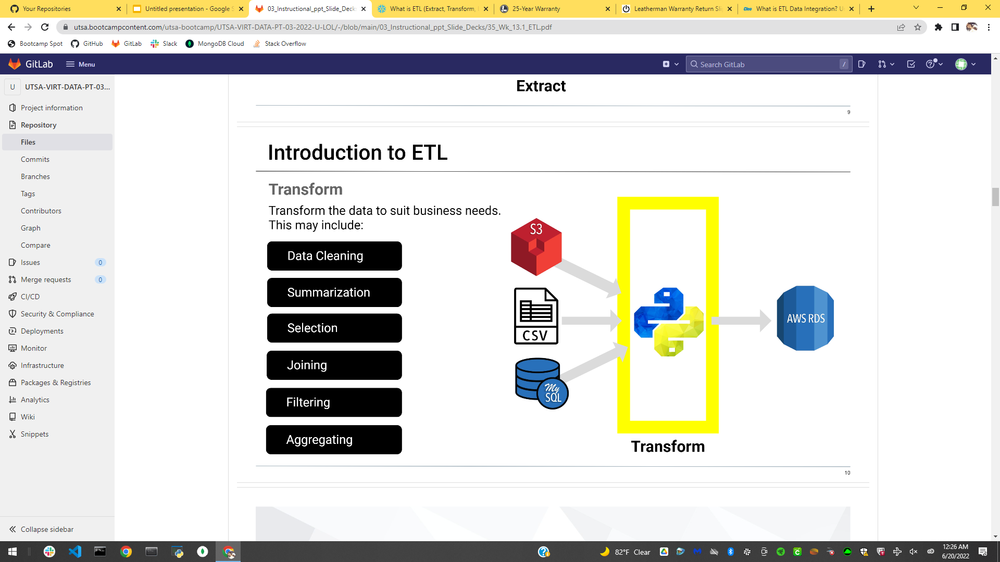 Your Repositories
Untitled presentation - Google S
03_Instructional_ppt_Slide_Decks
What is ETL (Extract, Transform, L
25-Year Warranty
Leatherman Warranty Return Slip
Cleo
What is ETL Data Integration? Un
utsa.bootcampcontent.com/utsa-bootcamp/UTSA-VIRT-DATA-PT-03-2022-U-LOL/-/blob/main/03_Instructional_ppt_Slide_Decks/35_Wk_13.1_ETL.pdf
Bootcamp Spot
GitHub
GitLab
Slack
MongoDB Cloud
Stack Overflow
GitLab
Menu
Search GitLab
/
U
UTSA-VIRT-DATA-PT-03...
Project information
Repository
Files
Commits
Branches
Tags
Contributors
Graph
Compare
Issues 0
Merge requests 0
CI/CD
Security & Compliance
Deployments
Monitor
Infrastructure
Packages & Registries
Analytics
Wiki
Snippets
Collapse sidebar
Extract
9
Introduction to ETL
Transform
Transform the data to suit business needs.
This may include:
Data Cleaning
Summarization
Selection
Joining
Filtering
Aggregating
S3
CSV
My
SQL
AWS RDS
Transform
10
82°F Clear
12:26 AM
6/20/2022